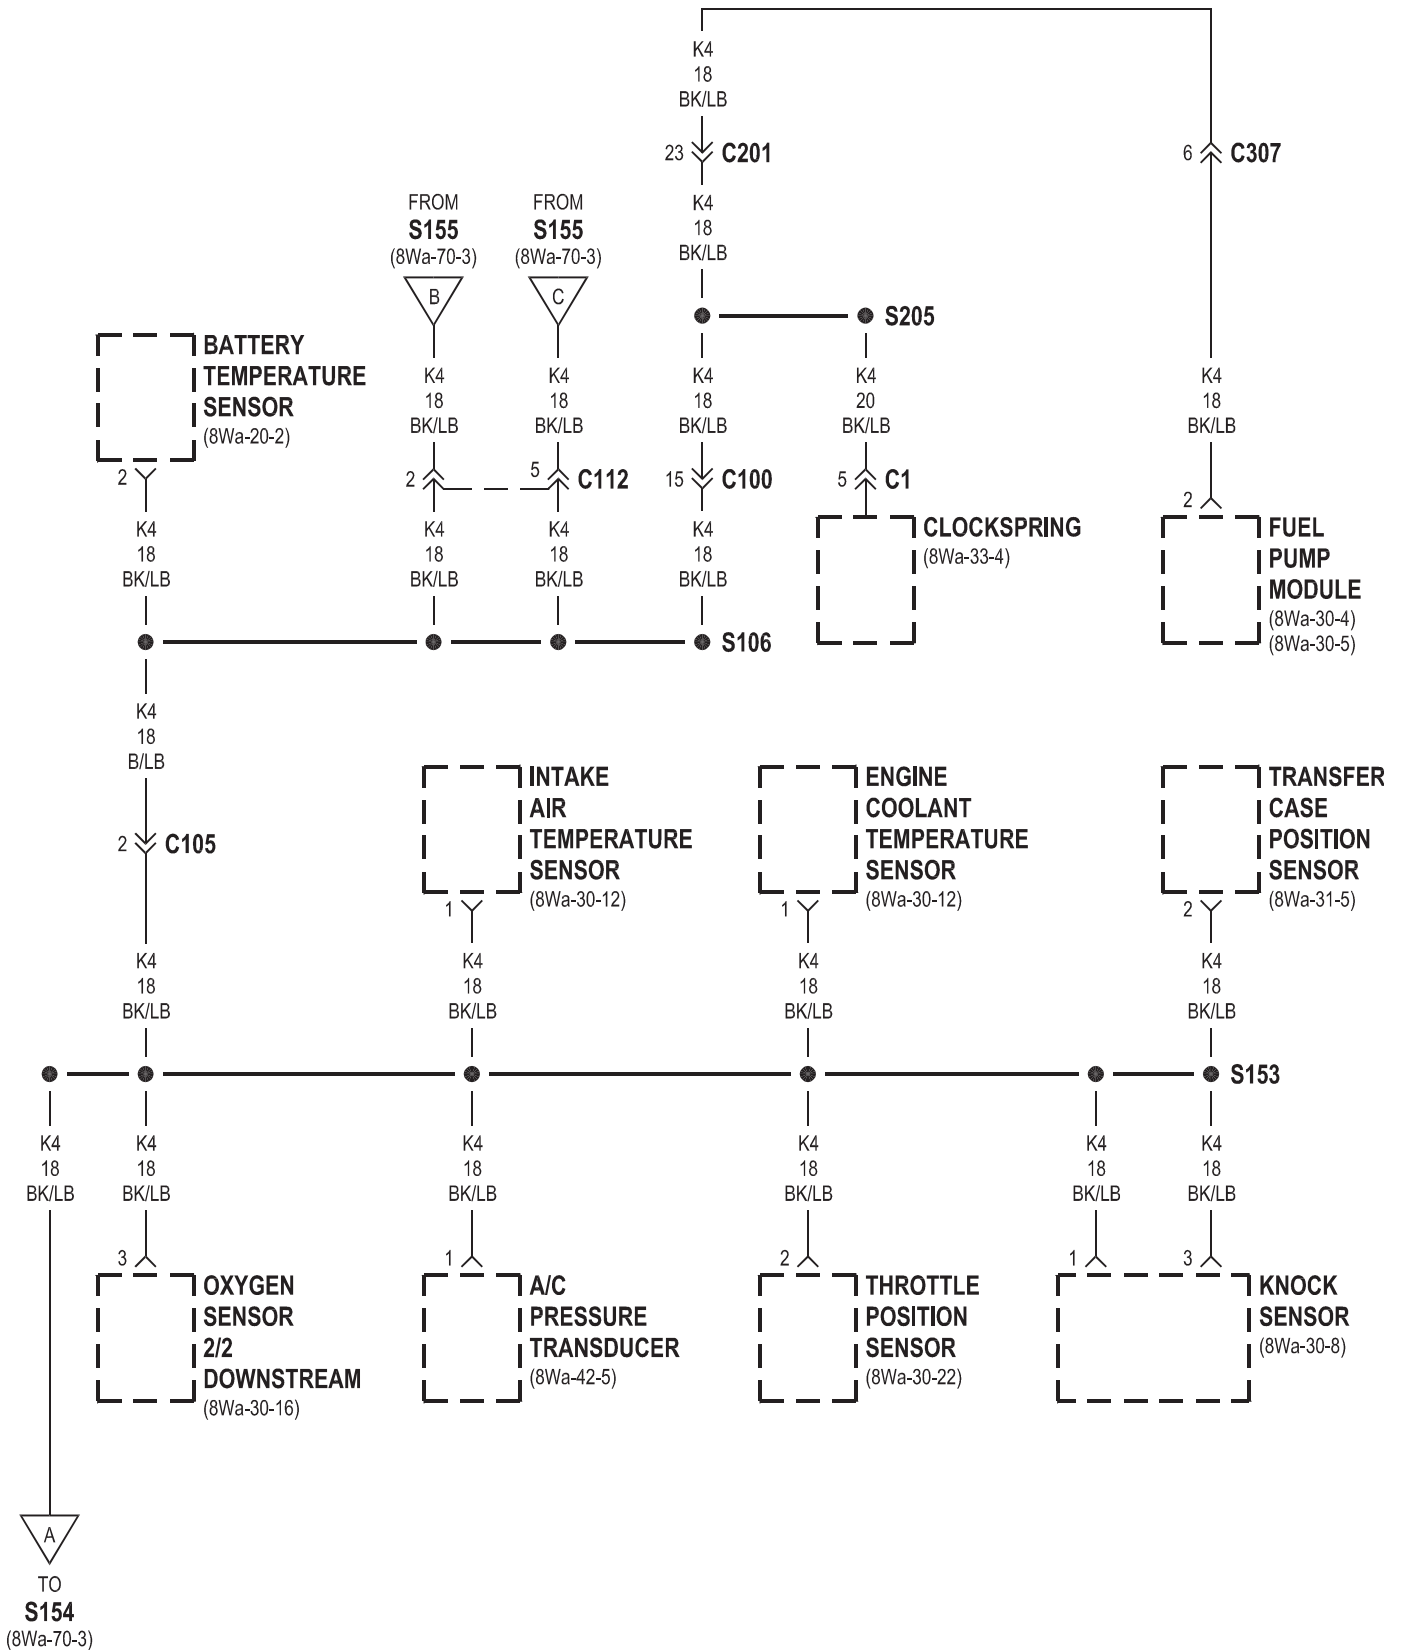 K4
18
BK/LB
23 C201
6 C307
K4
18
BK/LB
FROM
S155
(8Wa-70-3)
B
FROM
S155
(8Wa-70-3)
C
S205
BATTERY
TEMPERATURE
SENSOR
(8Wa-20-2)
2
K4
18
BK/LB
K4
18
BK/LB
K4
18
BK/LB
K4
20
BK/LB
K4
18
BK/LB
2
5 C112
15 C100
5 C1
2
K4
18
BK/LB
K4
18
BK/LB
K4
18
BK/LB
K4
18
BK/LB
CLOCKSPRING
(8Wa-33-4)
FUEL
PUMP
MODULE
(8Wa-30-4)
(8Wa-30-5)
S106
K4
18
B/LB
2 C105
INTAKE
AIR
TEMPERATURE
SENSOR
(8Wa-30-12)
1
ENGINE
COOLANT
TEMPERATURE
SENSOR
(8Wa-30-12)
1
TRANSFER
CASE
POSITION
SENSOR
(8Wa-31-5)
2
K4
18
BK/LB
K4
18
BK/LB
K4
18
BK/LB
K4
18
BK/LB
S153
K4
18
BK/LB
K4
18
BK/LB
K4
18
BK/LB
K4
18
BK/LB
K4
18
BK/LB
K4
18
BK/LB
3
OXYGEN
SENSOR
2/2
DOWNSTREAM
(8Wa-30-16)
1
A/C
PRESSURE
TRANSDUCER
(8Wa-42-5)
2
THROTTLE
POSITION
SENSOR
(8Wa-30-22)
1
3
KNOCK
SENSOR
(8Wa-30-8)
A
TO
S154
(8Wa-70-3)